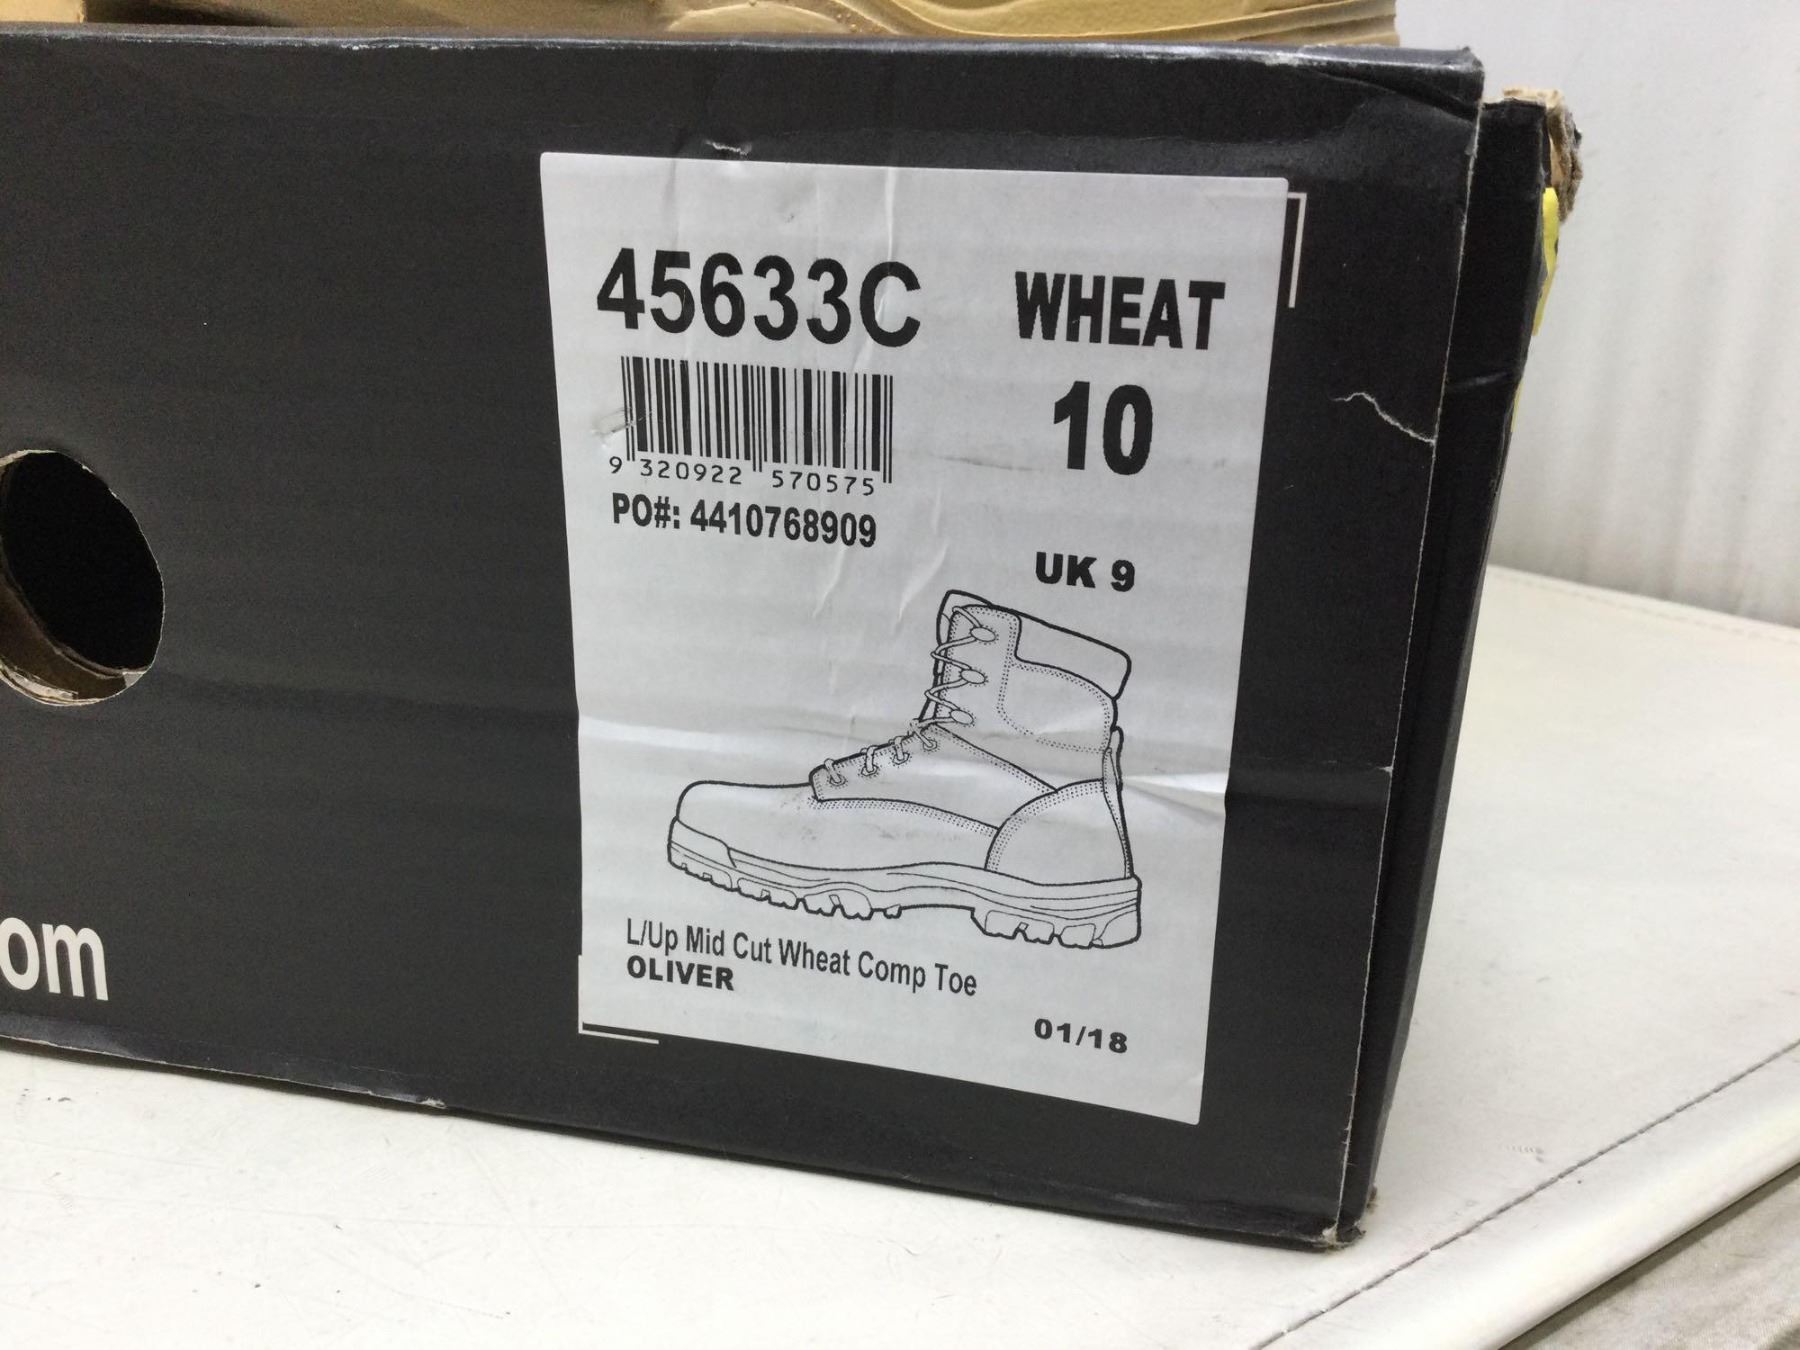 45633C
WHEAT
10
9 320922 570575
PO#: 4410768909
UK 9
L/Up Mid Cut Wheat Comp Toe
OLIVER
01/18
om